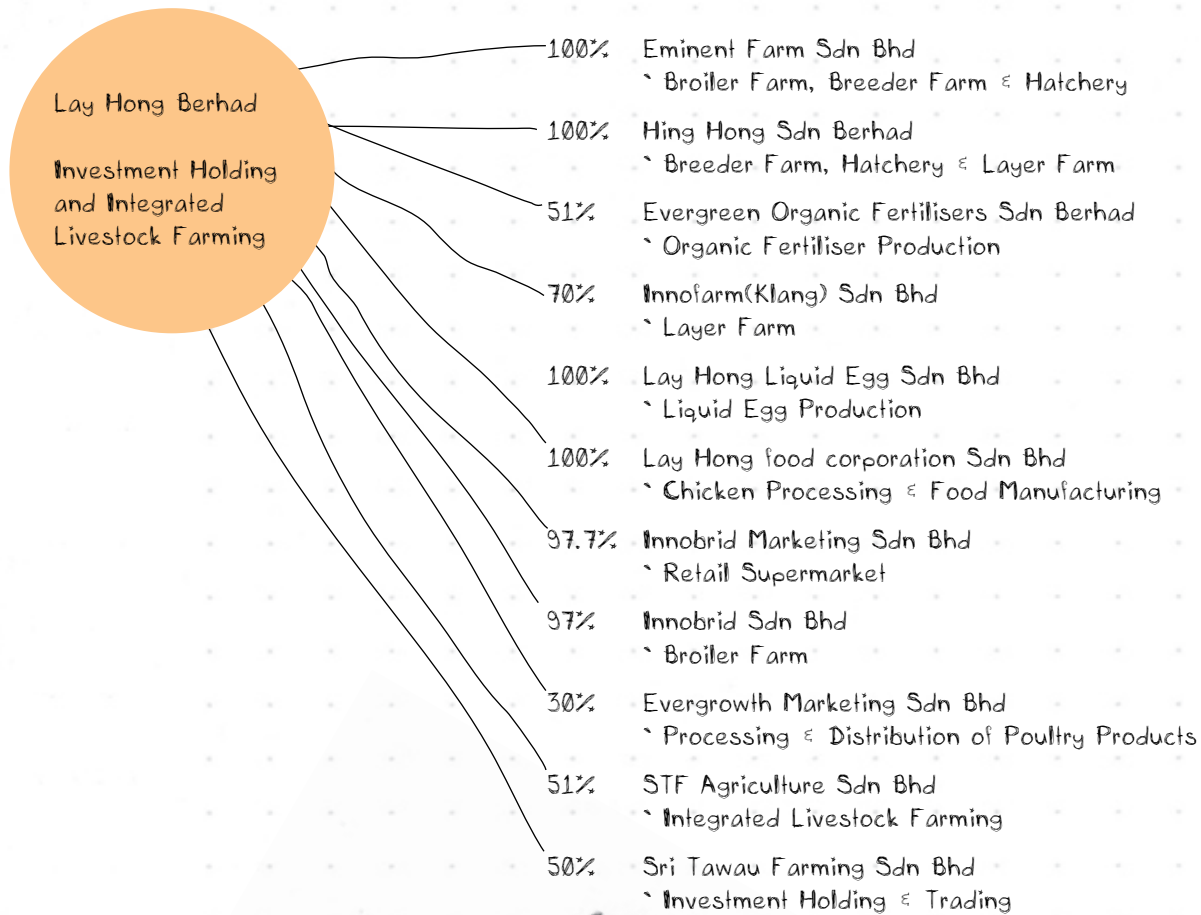 Lay Hong Berhad
Investment Holding
and Integrated
Livestock Farming
100% Eminent Farm Sdn Bhd
` Broiler Farm, Breeder Farm & Hatchery
100% Hing Hong Sdn Berhad
` Breeder Farm, Hatchery & Layer Farm
51% Evergreen Organic Fertilisers Sdn Berhad
` Organic Fertiliser Production
70% Innofarm(Klang) Sdn Bhd
` Layer Farm
100% Lay Hong Liquid Egg Sdn Bhd
` Liquid Egg Production
100% Lay Hong food corporation Sdn Bhd
` Chicken Processing & Food Manufacturing
97.7% Innobrid Marketing Sdn Bhd
` Retail Supermarket
97% Innobrid Sdn Bhd
` Broiler Farm
30% Evergrowth Marketing Sdn Bhd
` Processing & Distribution of Poultry Products
51% STF Agriculture Sdn Bhd
` Integrated Livestock Farming
50% Sri Tawau Farming Sdn Bhd
` Investment Holding & Trading